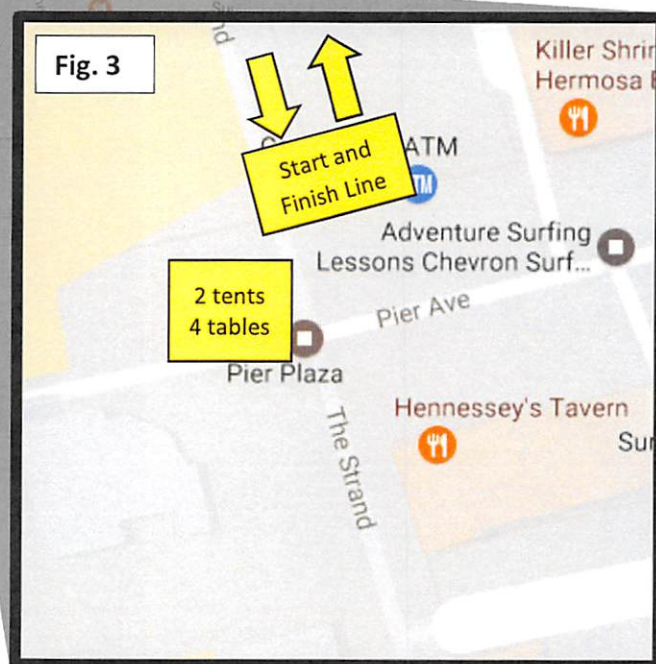 Fig. 3
Killer Shrir
Hermosa
Start and
Finish Line
ATM
Adventure Surfing
Lessons Chevron Surf...
2 tents
4 tables
Pier Ave
Pier Plaza
The Strand
Hennessey's Tavern
Sur